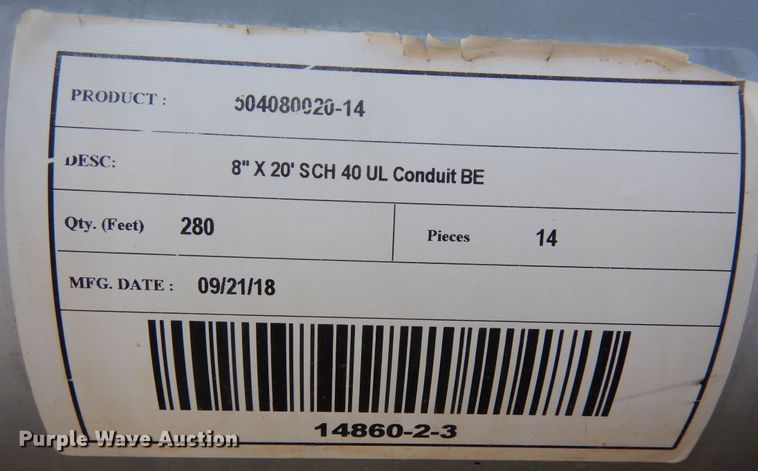 PRODUCT : 504080020-14
DESC: 8" X 20' SCH 40 UL Conduit BE
Qty. (Feet) 280 Pieces 14
MFG. DATE : 09/21/18
14860-2-3
Purple Wave Auction